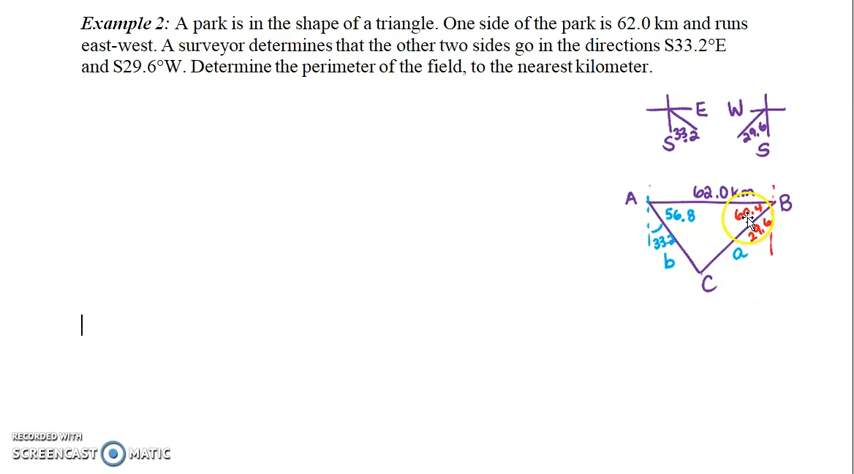 Example 2: A park is in the shape of a triangle. One side of the park is 62.0 km and runs
east-west. A surveyor determines that the other two sides go in the directions S33.2°E
and S29.6°W. Determine the perimeter of the field, to the nearest kilometer.
E W
33.2 29.6
S S
62.0 km
A B
56.8 60.4
33.2 29.6
b a
C
RECORDED WITH
SCREENCAST MATIC